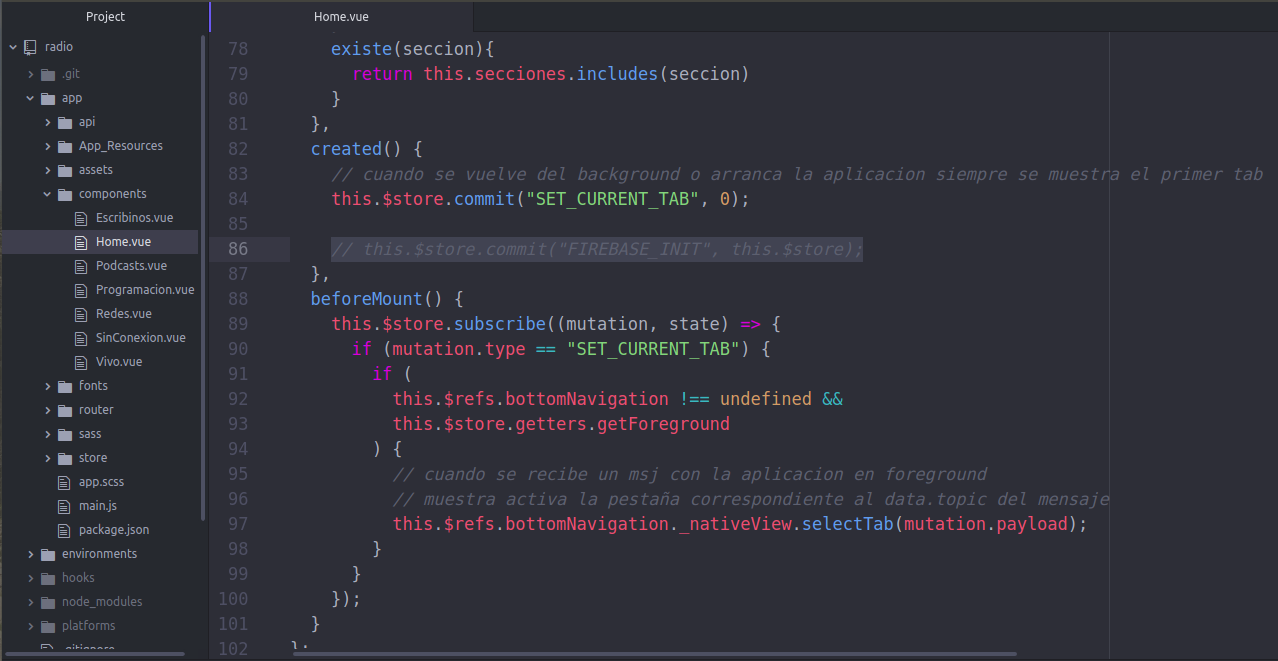 Project
radio
.git
app
api
App_Resources
assets
components
Escribinos.vue
Home.vue
Podcasts.vue
Programacion.vue
Redes.vue
SinConexion.vue
Vivo.vue
fonts
router
sass
store
app.scss
main.js
package.json
environments
hooks
node_modules
platforms
.gitignore
Home.vue
78 existe(seccion){
79 return this.secciones.includes(seccion)
80 }
81 },
82 created() {
83 // cuando se vuelve del background o arranca la aplicacion siempre se muestra el primer tab
84 this.$store.commit("SET_CURRENT_TAB", 0);
85
86 // this.$store.commit("FIREBASE_INIT", this.$store);
87 },
88 beforeMount() {
89 this.$store.subscribe((mutation, state) => {
90 if (mutation.type == "SET_CURRENT_TAB") {
91 if (
92 this.$refs.bottomNavigation !== undefined &&
93 this.$store.getters.getForeground
94 ) {
95 // cuando se recibe un msj con la aplicacion en foreground
96 // muestra activa la pestaña correspondiente al data.topic del mensaje
97 this.$refs.bottomNavigation._nativeView.selectTab(mutation.payload);
98 }
99 }
100 });
101 }
102 };